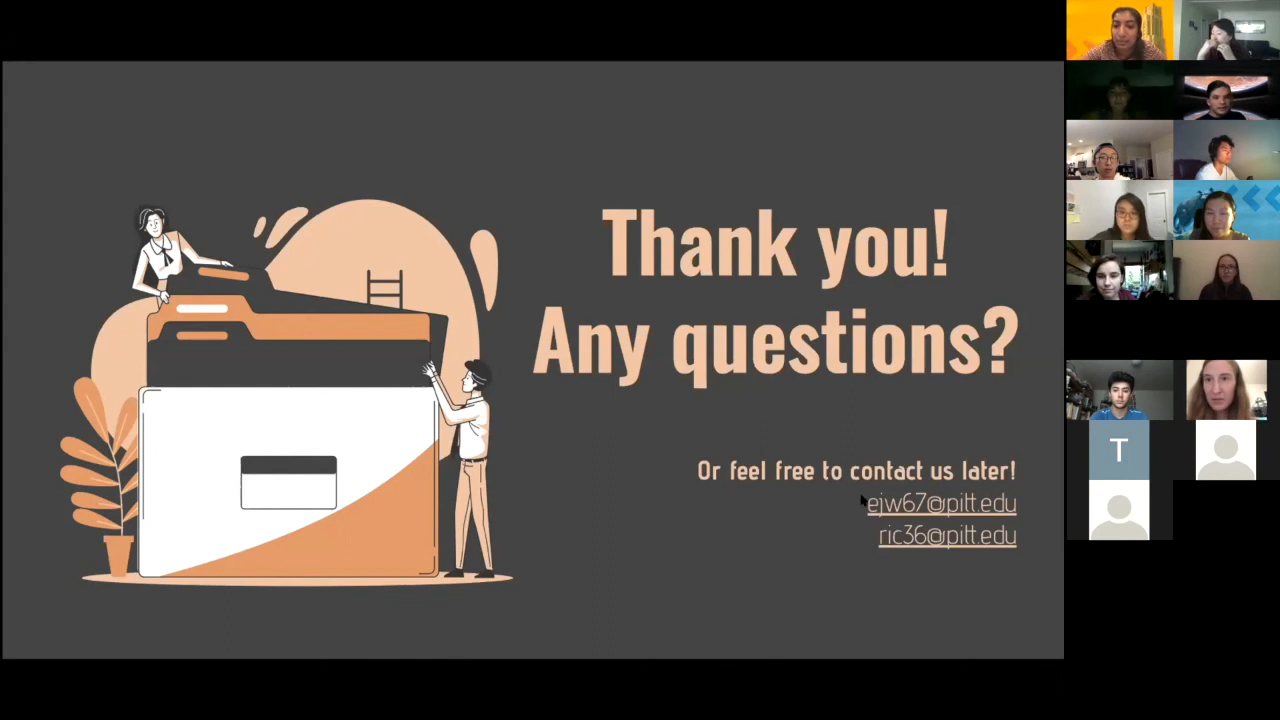 Thank you!
Any questions?
Or feel free to contact us later!
ejw67@pitt.edu
ric36@pitt.edu
T